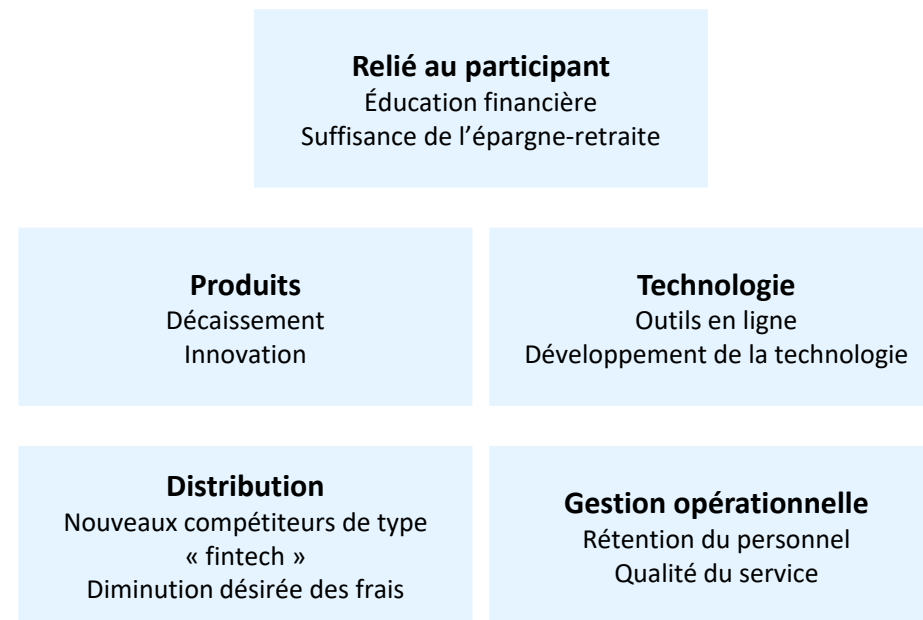 Relié au participant
Éducation financière
Suffisance de l’épargne-retraite
Produits
Décaissement
Innovation
Technologie
Outils en ligne
Développement de la technologie
Distribution
Nouveaux compétiteurs de type
« fintech »
Diminution désirée des frais
Gestion opérationnelle
Rétention du personnel
Qualité du service